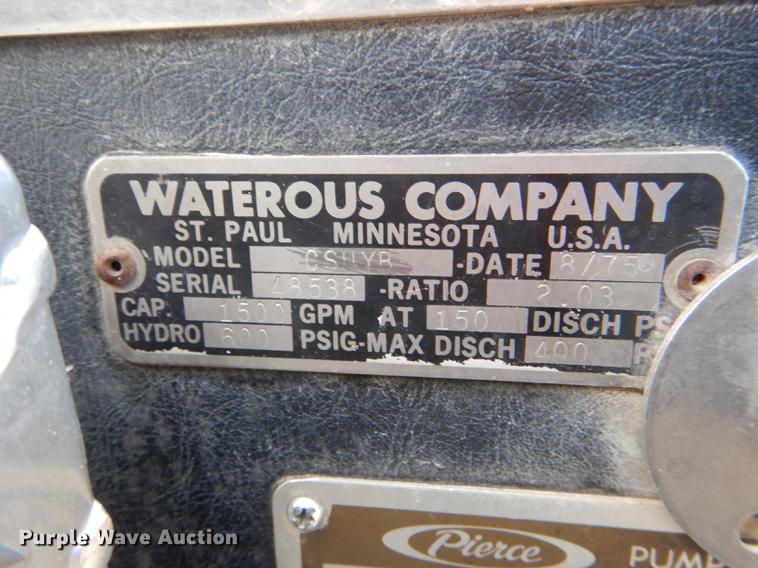 WATEROUS COMPANY
ST. PAUL MINNESOTA U.S.A.
MODEL CSUYB -DATE 8/75
SERIAL 48538 -RATIO 2.03
CAP. 1500 GPM AT 150 DISCH PS
HYDRO 600 PSIG-MAX DISCH 400 P
Pierce PUMP
Purple Wave Auction